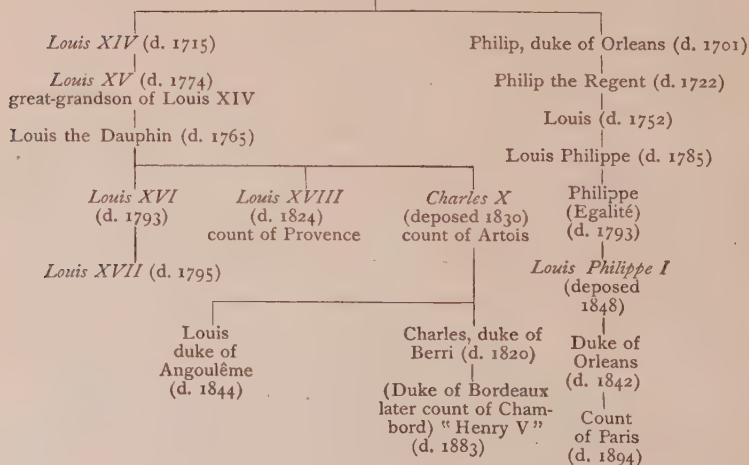 Louis XIV (d. 1715)
Philip, duke of Orleans (d. 1701)
Louis XV (d. 1774)
great-grandson of Louis XIV
Philip the Regent (d. 1722)
Louis (d. 1752)
Louis the Dauphin (d. 1765)
Louis Philippe (d. 1785)
Louis XVI
(d. 1793)
Louis XVIII
(d. 1824)
count of Provence
Charles X
(deposed 1830)
count of Artois
Philippe
(Egalité)
(d. 1793)
Louis XVII (d. 1795)
Louis Philippe I
(deposed
1848)
Louis
duke of
Angoulême
(d. 1844)
Charles, duke of
Berri (d. 1820)
Duke of
Orleans
(d. 1842)
(Duke of Bordeaux
later count of Cham-
bord) “ Henry V ”
(d. 1883)
Count
of Paris
(d. 1894)